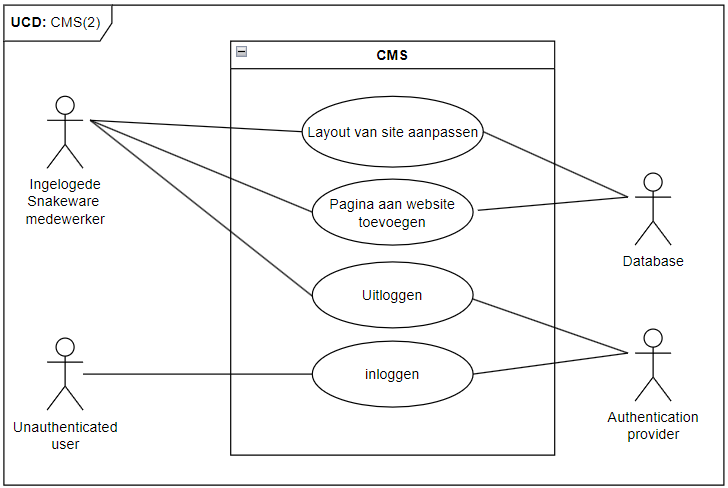 UCD: CMS(2)
CMS
Layout van site aanpassen
Ingelogede
Snakeware
medewerker
Pagina aan website
toevoegen
Database
Uitloggen
inloggen
Unauthenticated
user
Authentication
provider